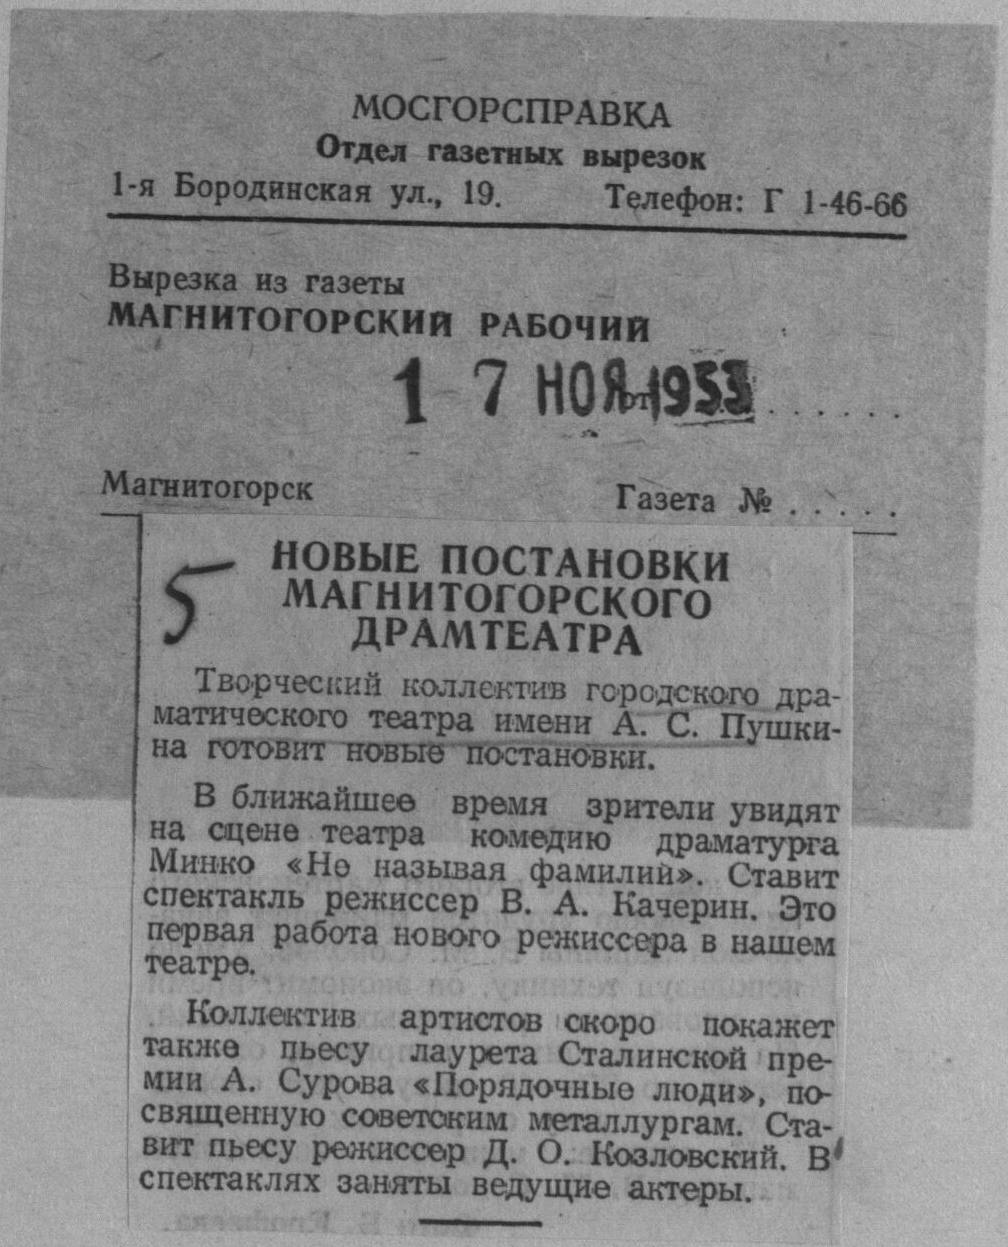 МОСГОРСПРАВКА
Отдел газетных вырезок
1-я Бородинская ул., 19. Телефон: Г 1-46-66
Вырезка из газеты
МАГНИТОГОРСКИЙ РАБОЧИЙ
17 НОЯ 1953
от . . . . . . .
Магнитогорск Газета № . . . . .
5
НОВЫЕ ПОСТАНОВКИ
МАГНИТОГОРСКОГО
ДРАМТЕАТРА
Творческий коллектив городского дра-
матического театра имени А. С. Пушки-
на готовит новые постановки.
В ближайшее время зрители увидят
на сцене театра комедию драматурга
Минко «Не называя фамилий». Ставит
спектакль режиссер В. А. Качерин. Это
первая работа нового режиссера в нашем
театре.
Коллектив артистов скоро покажет
также пьесу лаурета Сталинской пре-
мии А. Сурова «Порядочные люди», по-
священную советским металлургам. Ста-
вит пьесу режиссер Д. О. Козловский. В
спектаклях заняты ведущие актеры.